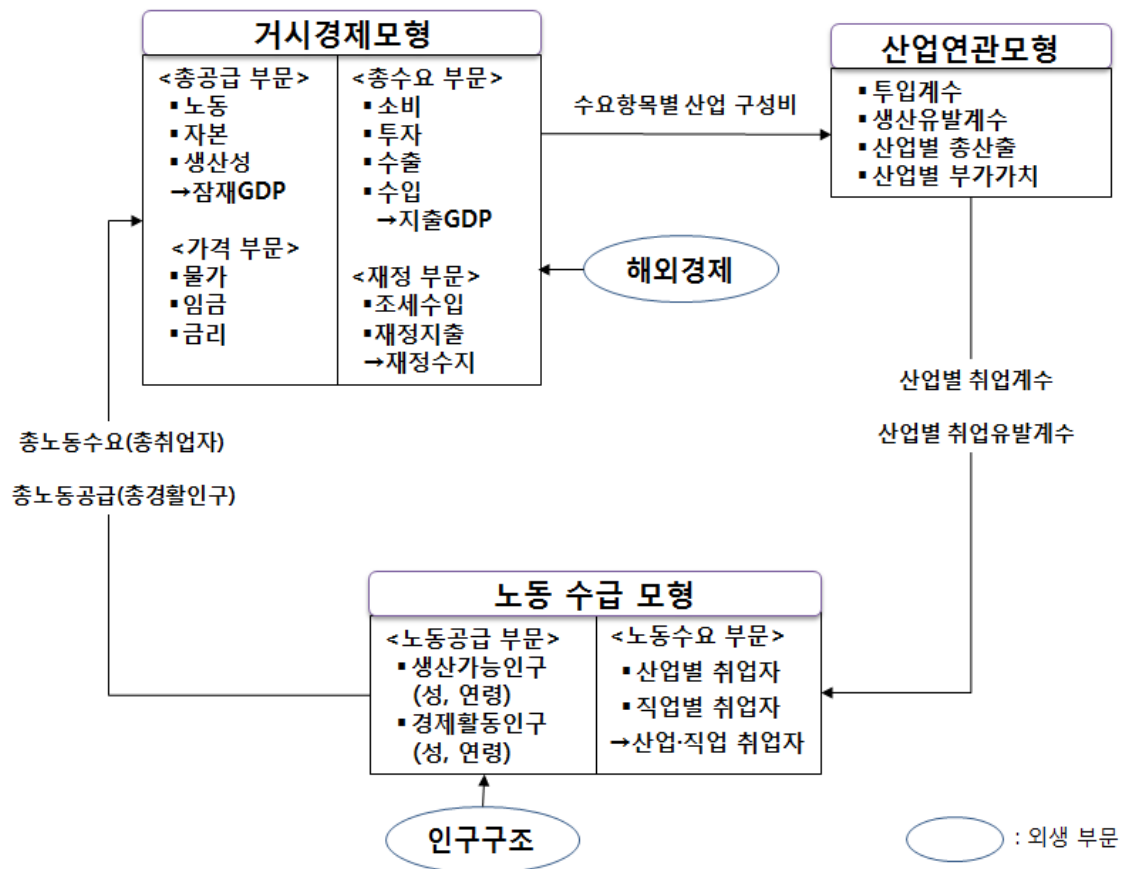 거시경제모형
<총공급 부문>
▪노동
▪자본
▪생산성
→잠재GDP
<가격 부문>
▪물가
▪임금
▪금리
<총수요 부문>
▪소비
▪투자
▪수출
▪수입
→지출GDP
<재정 부문>
▪조세수입
▪재정지출
→재정수지
수요항목별 산업 구성비
산업연관모형
▪투입계수
▪생산유발계수
▪산업별 총산출
▪산업별 부가가치
해외경제
산업별 취업계수
산업별 취업유발계수
총노동수요(총취업자)
총노동공급(총경활인구)
노동 수급 모형
<노동공급 부문>
▪생산가능인구
(성, 연령)
▪경제활동인구
(성, 연령)
<노동수요 부문>
▪산업별 취업자
▪직업별 취업자
→산업·직업 취업자
인구구조
: 외생 부문